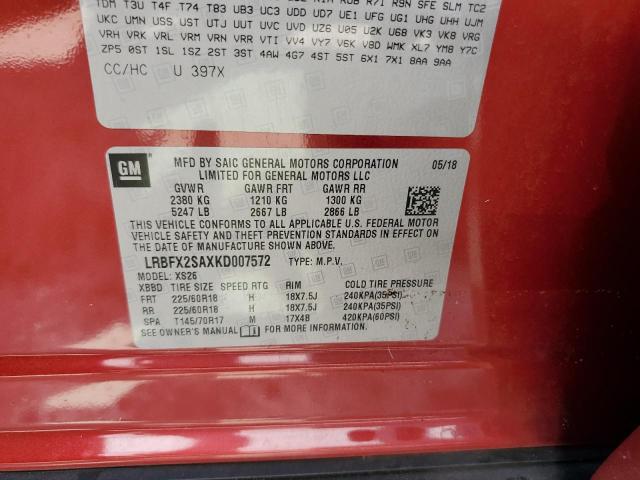 TDM T3U T4F T74 T83 UB3 UC3 UDD UD7 UE1 UFG UG1 UHG UHH UJM
UKC UMN USS UST UTJ UUT UVC UVD UZ6 U05 U2K U68 VK3 VK8 VRG
VRH VRK VRL VRM VRN VRR VTI VV4 VY7 V6K V8D WMK XL7 YM8 Y7C
ZP5 0ST 1SL 1SZ 2ST 3ST 4AW 4G7 4ST 5ST 6X1 7X1 8AA 9AA
CC/HC U 397X
GM
MFD BY SAIC GENERAL MOTORS CORPORATION 05/18
LIMITED FOR GENERAL MOTORS LLC
GVWR GAWR FRT GAWR RR
2380 KG 1210 KG 1300 KG
5247 LB 2667 LB 2866 LB
THIS VEHICLE CONFORMS TO ALL APPLICABLE U.S. FEDERAL MOTOR
VEHICLE SAFETY AND THEFT PREVENTION STANDARDS IN EFFECT ON THE
DATE OF MANUFACTURE SHOWN ABOVE.
LRBFX2SAXKD007572 TYPE: M.P.V.
MODEL: XS26
XBBD TIRE SIZE SPEED RTG RIM COLD TIRE PRESSURE
FRT 225/60R18 H 18X7.5J 240KPA(35PSI)
RR 225/60R18 H 18X7.5J 240KPA(35PSI)
SPA T145/70R17 M 17X4B 420KPA(60PSI)
SEE OWNER'S MANUAL FOR MORE INFORMATION.